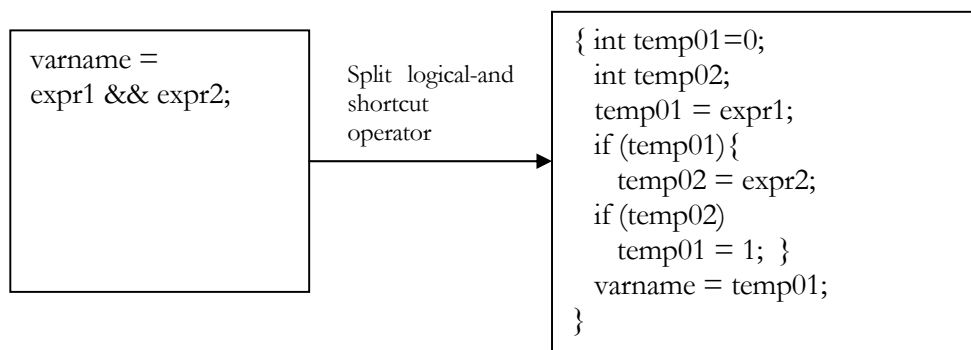 varname =
expr1 && expr2;
Split logical-and
shortcut
operator
{ int temp01=0;
int temp02;
temp01 = expr1;
if (temp01){
temp02 = expr2;
if (temp02)
temp01 = 1; }
varname = temp01;
}